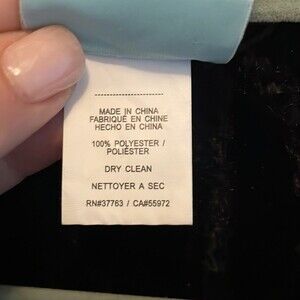 MADE IN CHINA
FABRIQUÉ EN CHINE
HECHO EN CHINA
100% POLYESTER /
POLIÉSTER
DRY CLEAN
NETTOYER A SEC
RN#37763 / CA#55972